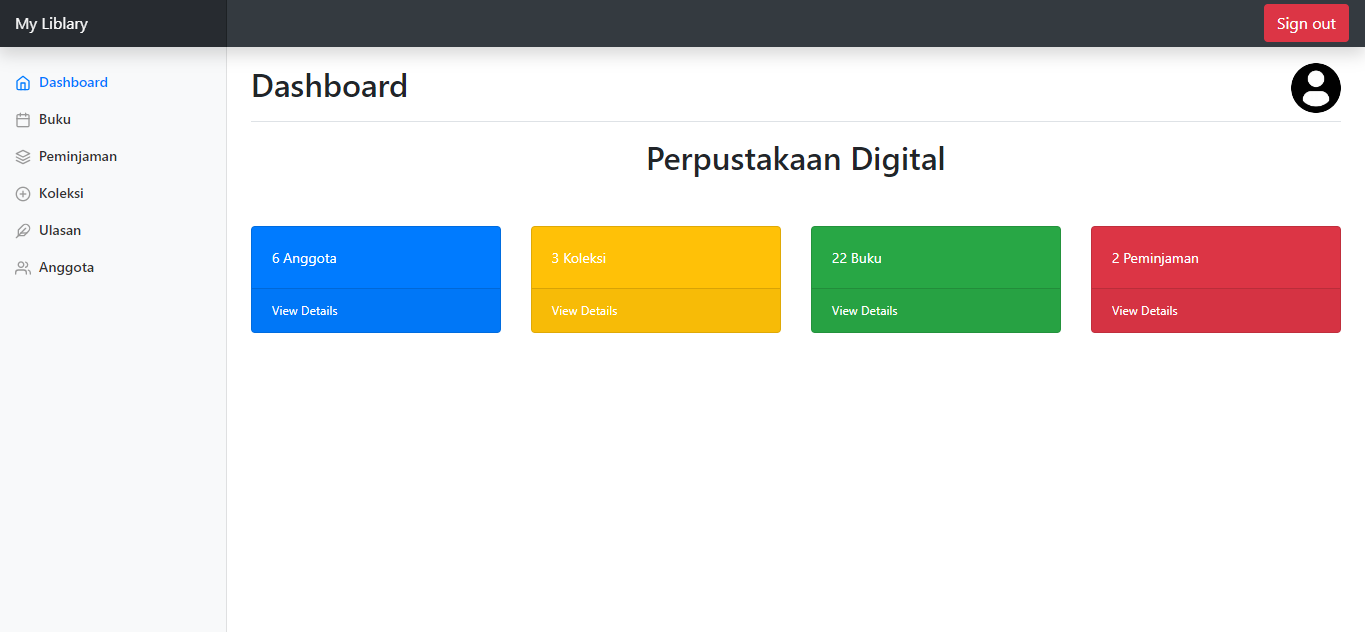 My Liblary
Sign out
Dashboard
Buku
Peminjaman
Koleksi
Ulasan
Anggota
Dashboard
Perpustakaan Digital
6 Anggota
View Details
3 Koleksi
View Details
22 Buku
View Details
2 Peminjaman
View Details